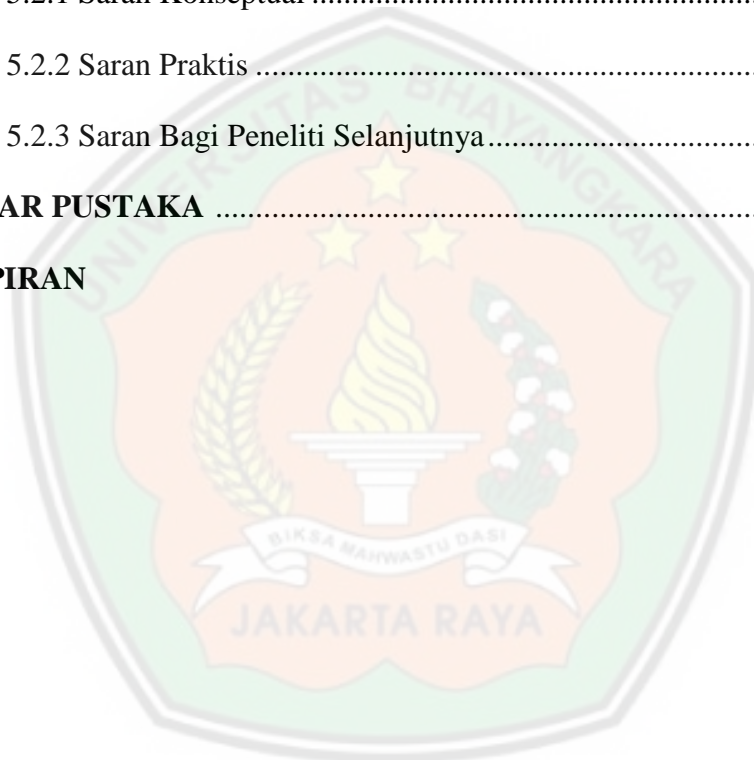 5.2.1 Saran Konseptual ..............................................................
5.2.2 Saran Praktis .......................................................................
5.2.3 Saran Bagi Peneliti Selanjutnya ...................................
AR PUSTAKA ............................................................................
PIRAN
UNIVERSITAS BHAYANGKARA
BIKSA MAHWASTU DASI
JAKARTA RAYA